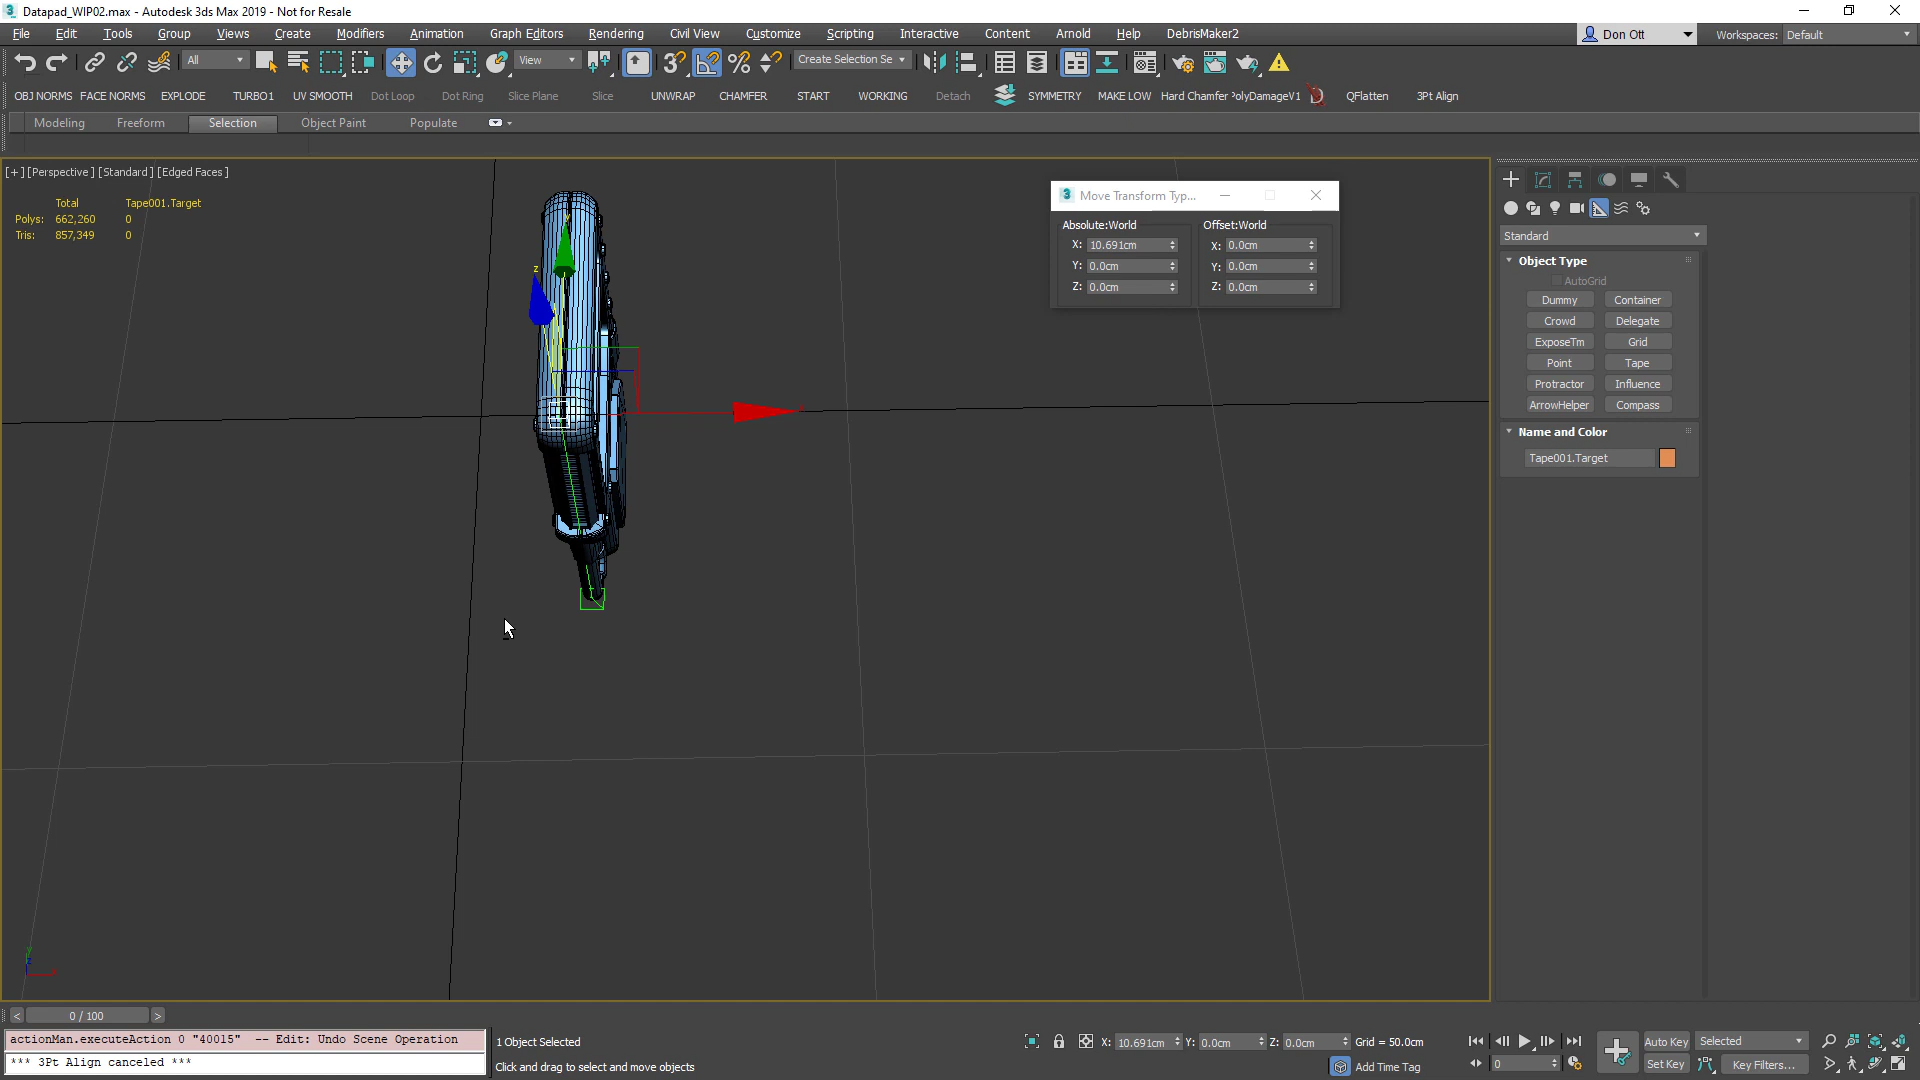 Datapad_WIP02.max - Autodesk 3ds Max 2019 - Not for Resale
File Edit Tools Group Views Create Modifiers Animation Graph Editors Rendering Civil View Customize Scripting Interactive Content Arnold Help DebrisMaker2 Don Ott Workspaces: Default
All View 3 Create Selection Se
OBJ NORMS FACE NORMS EXPLODE TURBO1 UV SMOOTH Dot Loop Dot Ring Slice Plane Slice UNWRAP CHAMFER START WORKING Detach SYMMETRY MAKE LOW Hard Chamfer PolyDamageV1 QFlatten 3Pt Align
Modeling Freeform Selection Object Paint Populate
[+] [Perspective ] [Standard ] [Edged Faces ]
Total Tape001.Target
Polys: 662,260 0
Tris: 857,349 0
3 Move Transform Typ...
Absolute:World Offset:World
X: 10.691cm X: 0.0cm
Y: 0.0cm Y: 0.0cm
Z: 0.0cm Z: 0.0cm
Standard
Object Type
AutoGrid
Dummy Container
Crowd Delegate
ExposeTm Grid
Point Tape
Protractor Influence
ArrowHelper Compass
Name and Color
Tape001.Target
y
z
x
y
z
< 0 / 100 >
actionMan.executeAction 0 "40015" -- Edit: Undo Scene Operation
*** 3Pt Align canceled ***
1 Object Selected
Click and drag to select and move objects
X: 10.691cm Y: 0.0cm Z: 0.0cm Grid = 50.0cm
Add Time Tag
0
Auto Key Selected
Set Key Key Filters...